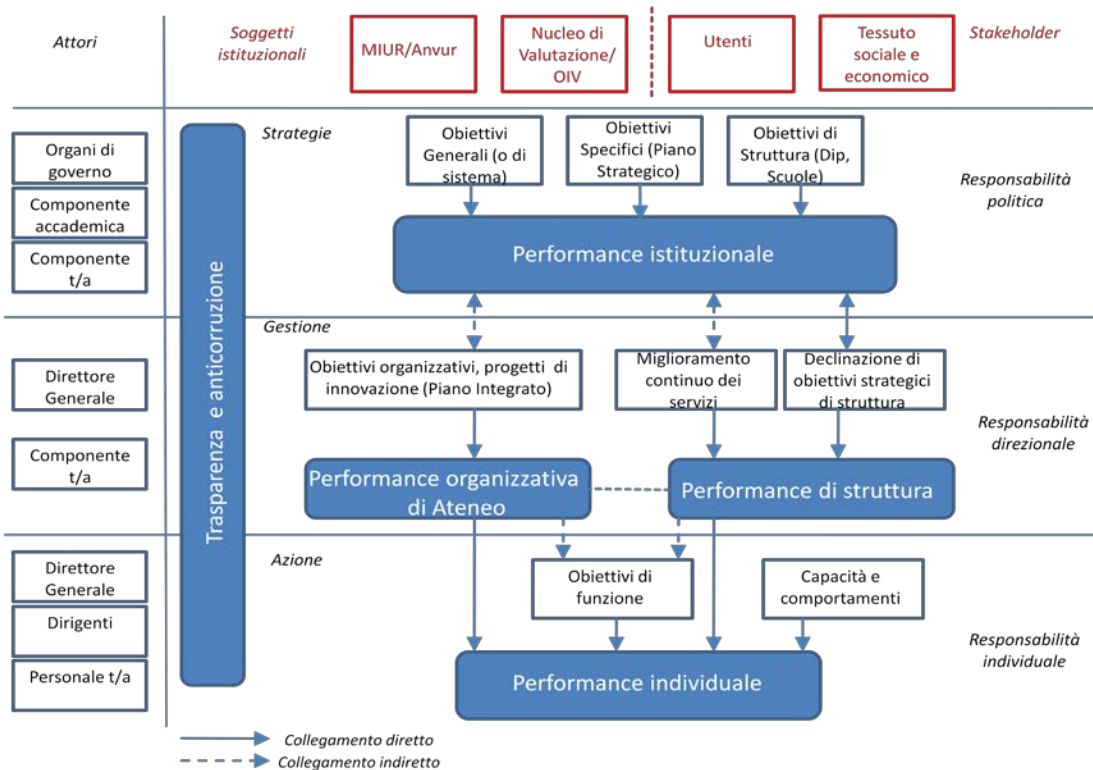 Attori
Soggetti
istituzionali
MIUR/Anvur
Nucleo di
Valutazione/
OIV
Utenti
Tessuto
sociale e
economico
Stakeholder
Organi di
governo
Componente
accademica
Componente
t/a
Trasparenza e anticorruzione
Strategie
Obiettivi
Generali (o di
sistema)
Obiettivi
Specifici (Piano
Strategico)
Obiettivi di
Struttura (Dip,
Scuole)
Responsabilità
politica
Performance istituzionale
Gestione
Direttore
Generale
Componente
t/a
Obiettivi organizzativi, progetti di
innovazione (Piano Integrato)
Miglioramento
continuo dei
servizi
Declinazione di
obiettivi strategici
di struttura
Responsabilità
direzionale
Performance organizzativa
di Ateneo
Performance di struttura
Azione
Direttore
Generale
Dirigenti
Personale t/a
Obiettivi di
funzione
Capacità e
comportamenti
Responsabilità
individuale
Performance individuale
Collegamento diretto
Collegamento indiretto